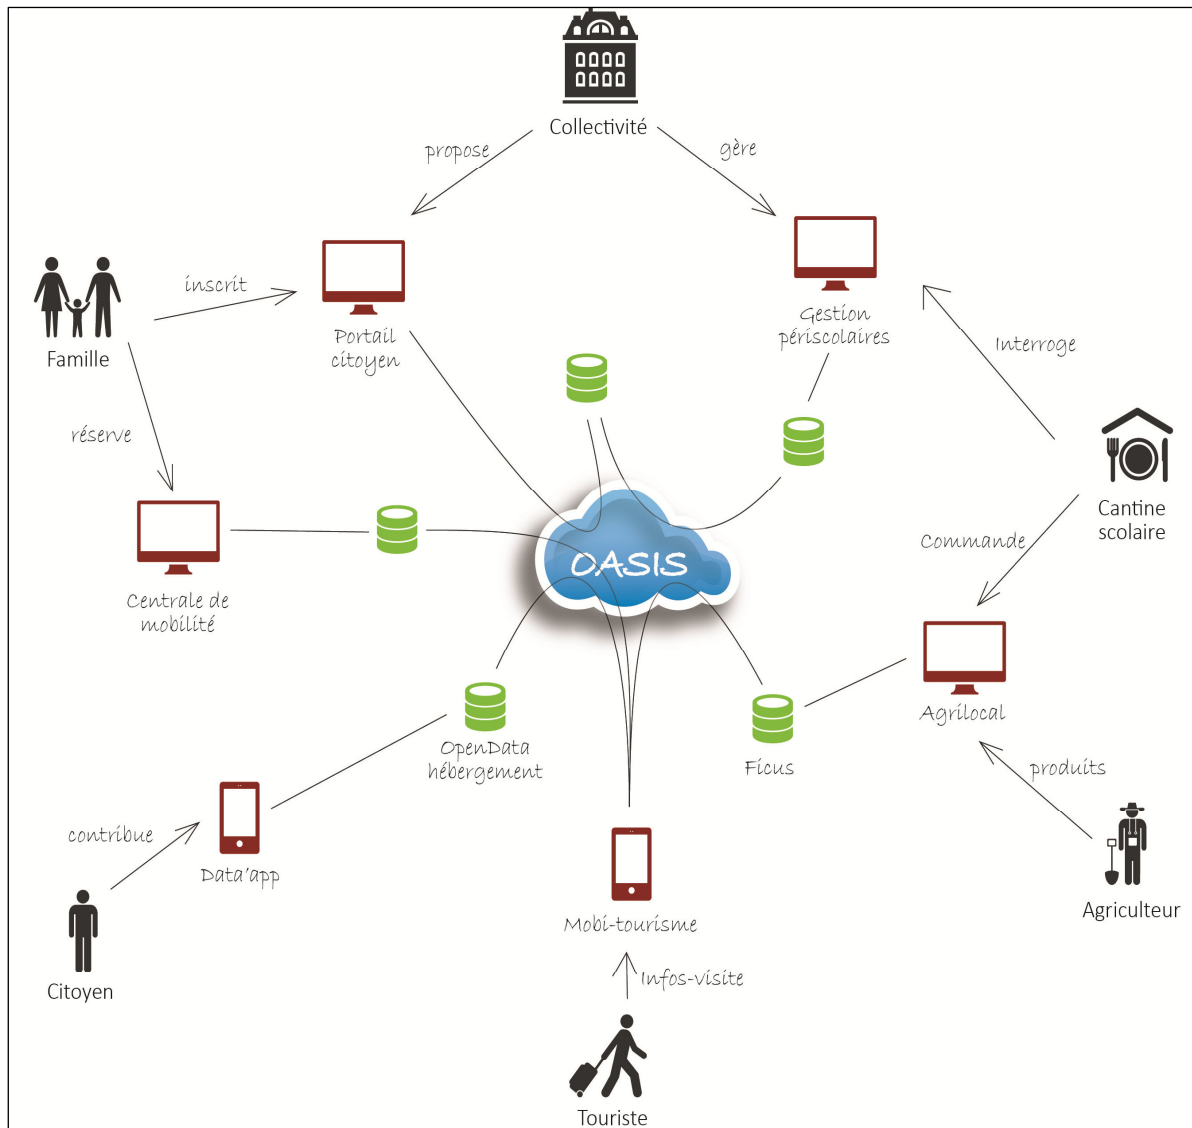 Collectivité
propose
gère
inscrit
Famille
Portail
citoyen
Gestion
périscolaires
Interroge
réserve
Cantine
scolaire
Commande
OASIS
Centrale de
mobilité
Agrilocal
OpenData
hébergement
Ficus
produits
contribue
Data'app
Mobi-tourisme
Agriculteur
Infos-visite
Citoyen
Touriste